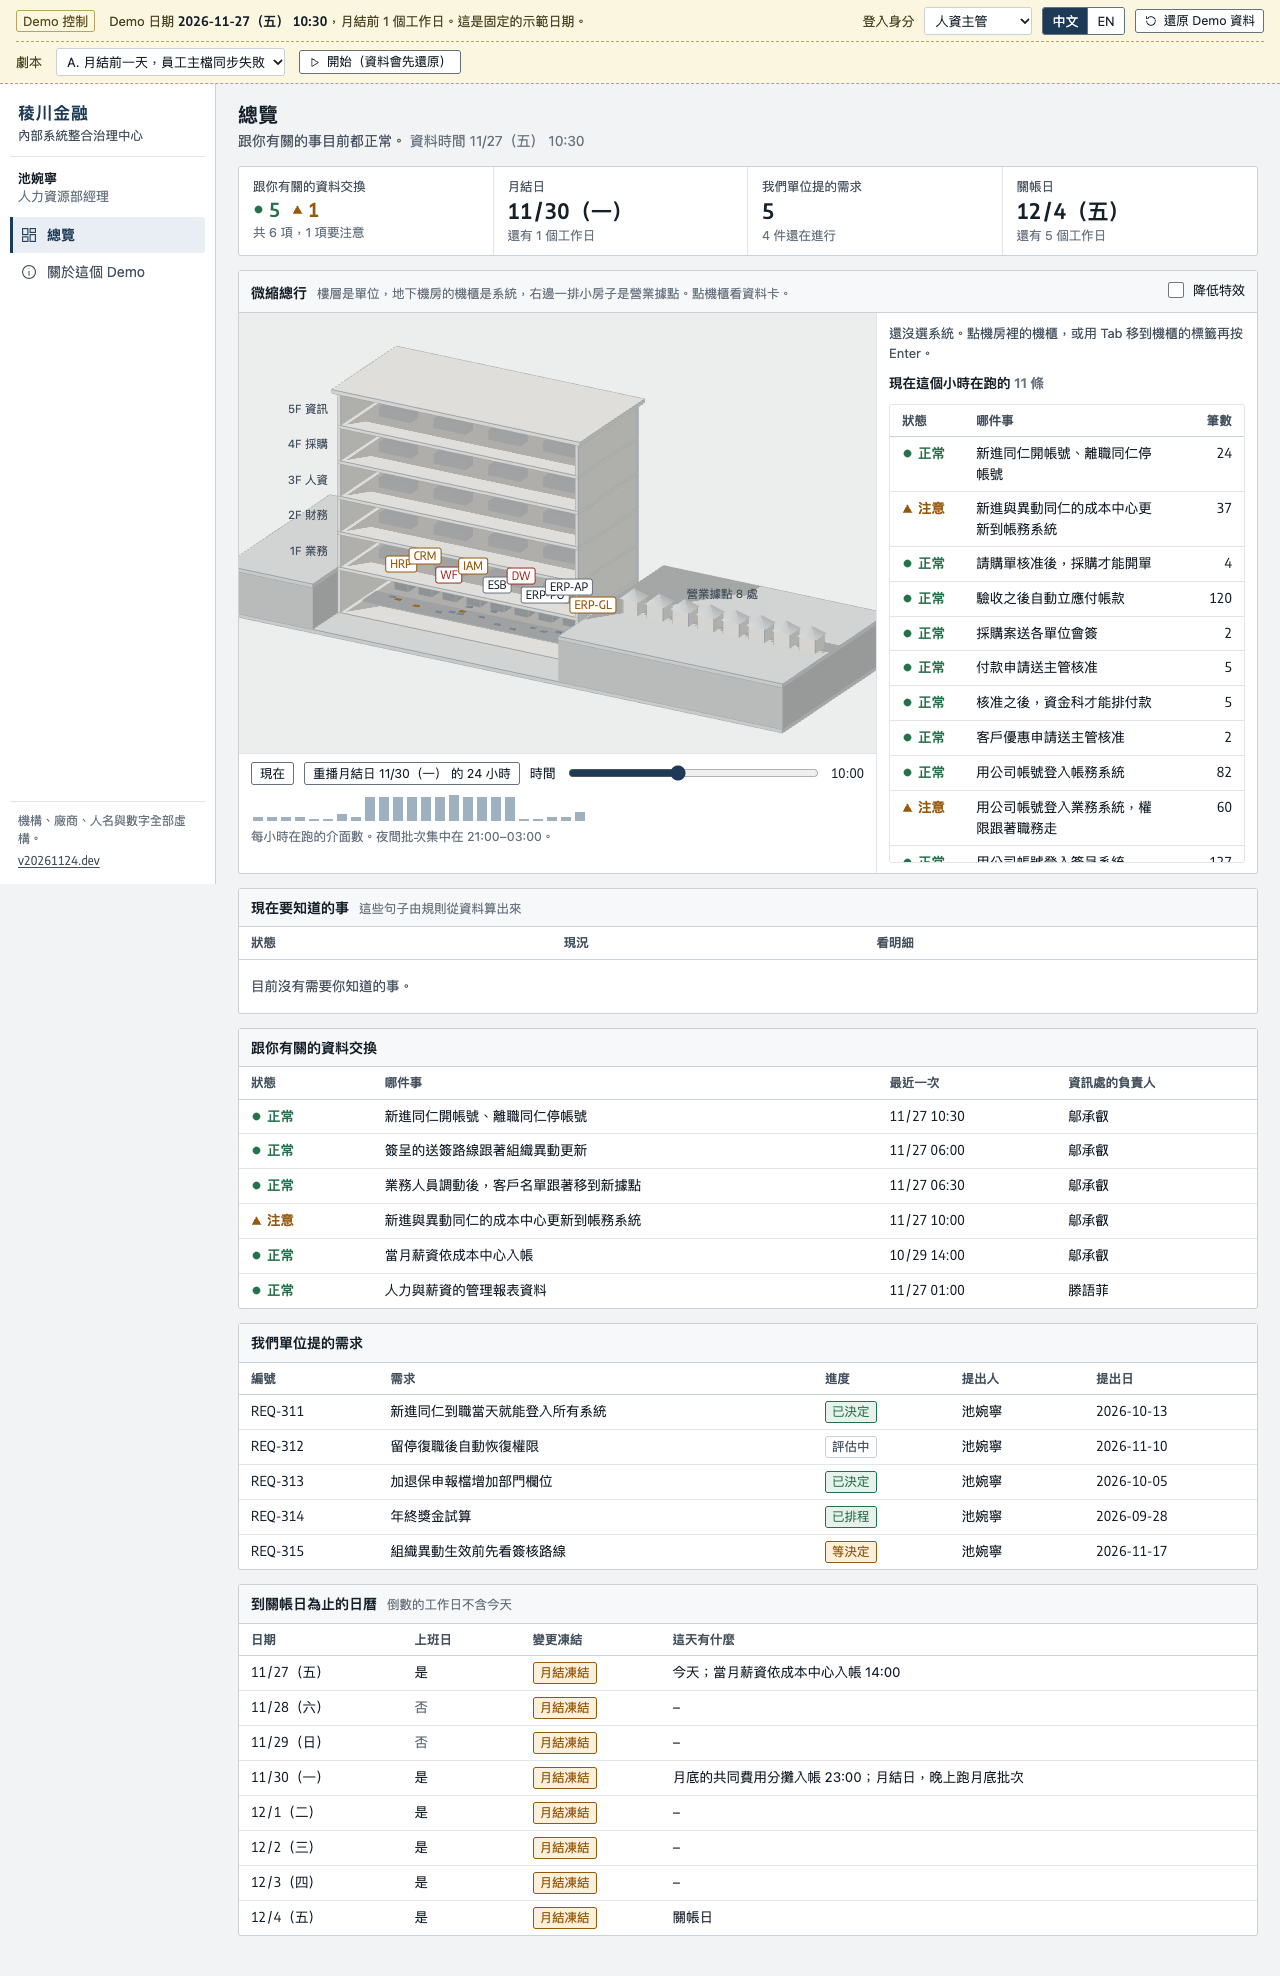 Demo 控制 Demo 日期 2026-11-27（五） 10:30，月結前 1 個工作日。這是固定的示範日期。 登入身分 人資主管 中文 EN 還原 Demo 資料
劇本 A. 月結前一天，員工主檔同步失敗 開始（資料會先還原）
稜川金融
內部系統整合治理中心
池婉寧
人力資源部經理
總覽
關於這個 Demo
機構、廠商、人名與數字全部虛構。
v20261124.dev
總覽
跟你有關的事目前都正常。 資料時間 11/27（五） 10:30
跟你有關的資料交換
5 1
共 6 項，1 項要注意
月結日
11/30（一）
還有 1 個工作日
我們單位提的需求
5
4 件還在進行
關帳日
12/4（五）
還有 5 個工作日
微縮總行 樓層是單位，地下機房的機櫃是系統，右邊一排小房子是營業據點。點機櫃看資料卡。 降低特效
5F 資訊
4F 採購
3F 人資
2F 財務
1F 業務
HRP
CRM
WF
IAM
ESB
DW
ERP-AP
ERP-GL
營業據點 8 處
現在 重播月結日 11/30（一） 的 24 小時 時間 10:00
每小時在跑的介面數。夜間批次集中在 21:00–03:00。
還沒選系統。點機房裡的機櫃，或用 Tab 移到機櫃的標籤再按 Enter。
現在這個小時在跑的 11 條
狀態 哪件事 筆數
正常 新進同仁開帳號、離職同仁停帳號 24
注意 新進與異動同仁的成本中心更新到帳務系統 37
正常 請購單核准後，採購才能開單 4
正常 驗收之後自動立應付帳款 120
正常 採購案送各單位會簽 2
正常 付款申請送主管核准 5
正常 核准之後，資金科才能排付款 5
正常 客戶優惠申請送主管核准 2
正常 用公司帳號登入帳務系統 82
注意 用公司帳號登入業務系統，權限跟著職務走 60
正常 用公司帳號登入簽呈系統 127
現在要知道的事 這些句子由規則從資料算出來
狀態 現況 看明細
目前沒有需要你知道的事。
跟你有關的資料交換
狀態 哪件事 最近一次 資訊處的負責人
正常 新進同仁開帳號、離職同仁停帳號 11/27 10:30 鄔承叡
正常 簽呈的送簽路線跟著組織異動更新 11/27 06:00 鄔承叡
正常 業務人員調動後，客戶名單跟著移到新據點 11/27 06:30 鄔承叡
注意 新進與異動同仁的成本中心更新到帳務系統 11/27 10:00 鄔承叡
正常 當月薪資依成本中心入帳 10/29 14:00 鄔承叡
正常 人力與薪資的管理報表資料 11/27 01:00 滕語菲
我們單位提的需求
編號 需求 進度 提出人 提出日
REQ-311 新進同仁到職當天就能登入所有系統 已決定 池婉寧 2026-10-13
REQ-312 留停復職後自動恢復權限 評估中 池婉寧 2026-11-10
REQ-313 加退保申報檔增加部門欄位 已決定 池婉寧 2026-10-05
REQ-314 年終獎金試算 已排程 池婉寧 2026-09-28
REQ-315 組織異動生效前先看簽核路線 等決定 池婉寧 2026-11-17
到關帳日為止的日曆 倒數的工作日不含今天
日期 上班日 變更凍結 這天有什麼
11/27（五） 是 月結凍結 今天；當月薪資依成本中心入帳 14:00
11/28（六） 否 月結凍結 –
11/29（日） 否 月結凍結 –
11/30（一） 是 月結凍結 月底的共同費用分攤入帳 23:00；月結日，晚上跑月底批次
12/1（二） 是 月結凍結 –
12/2（三） 是 月結凍結 –
12/3（四） 是 月結凍結 –
12/4（五） 是 月結凍結 關帳日